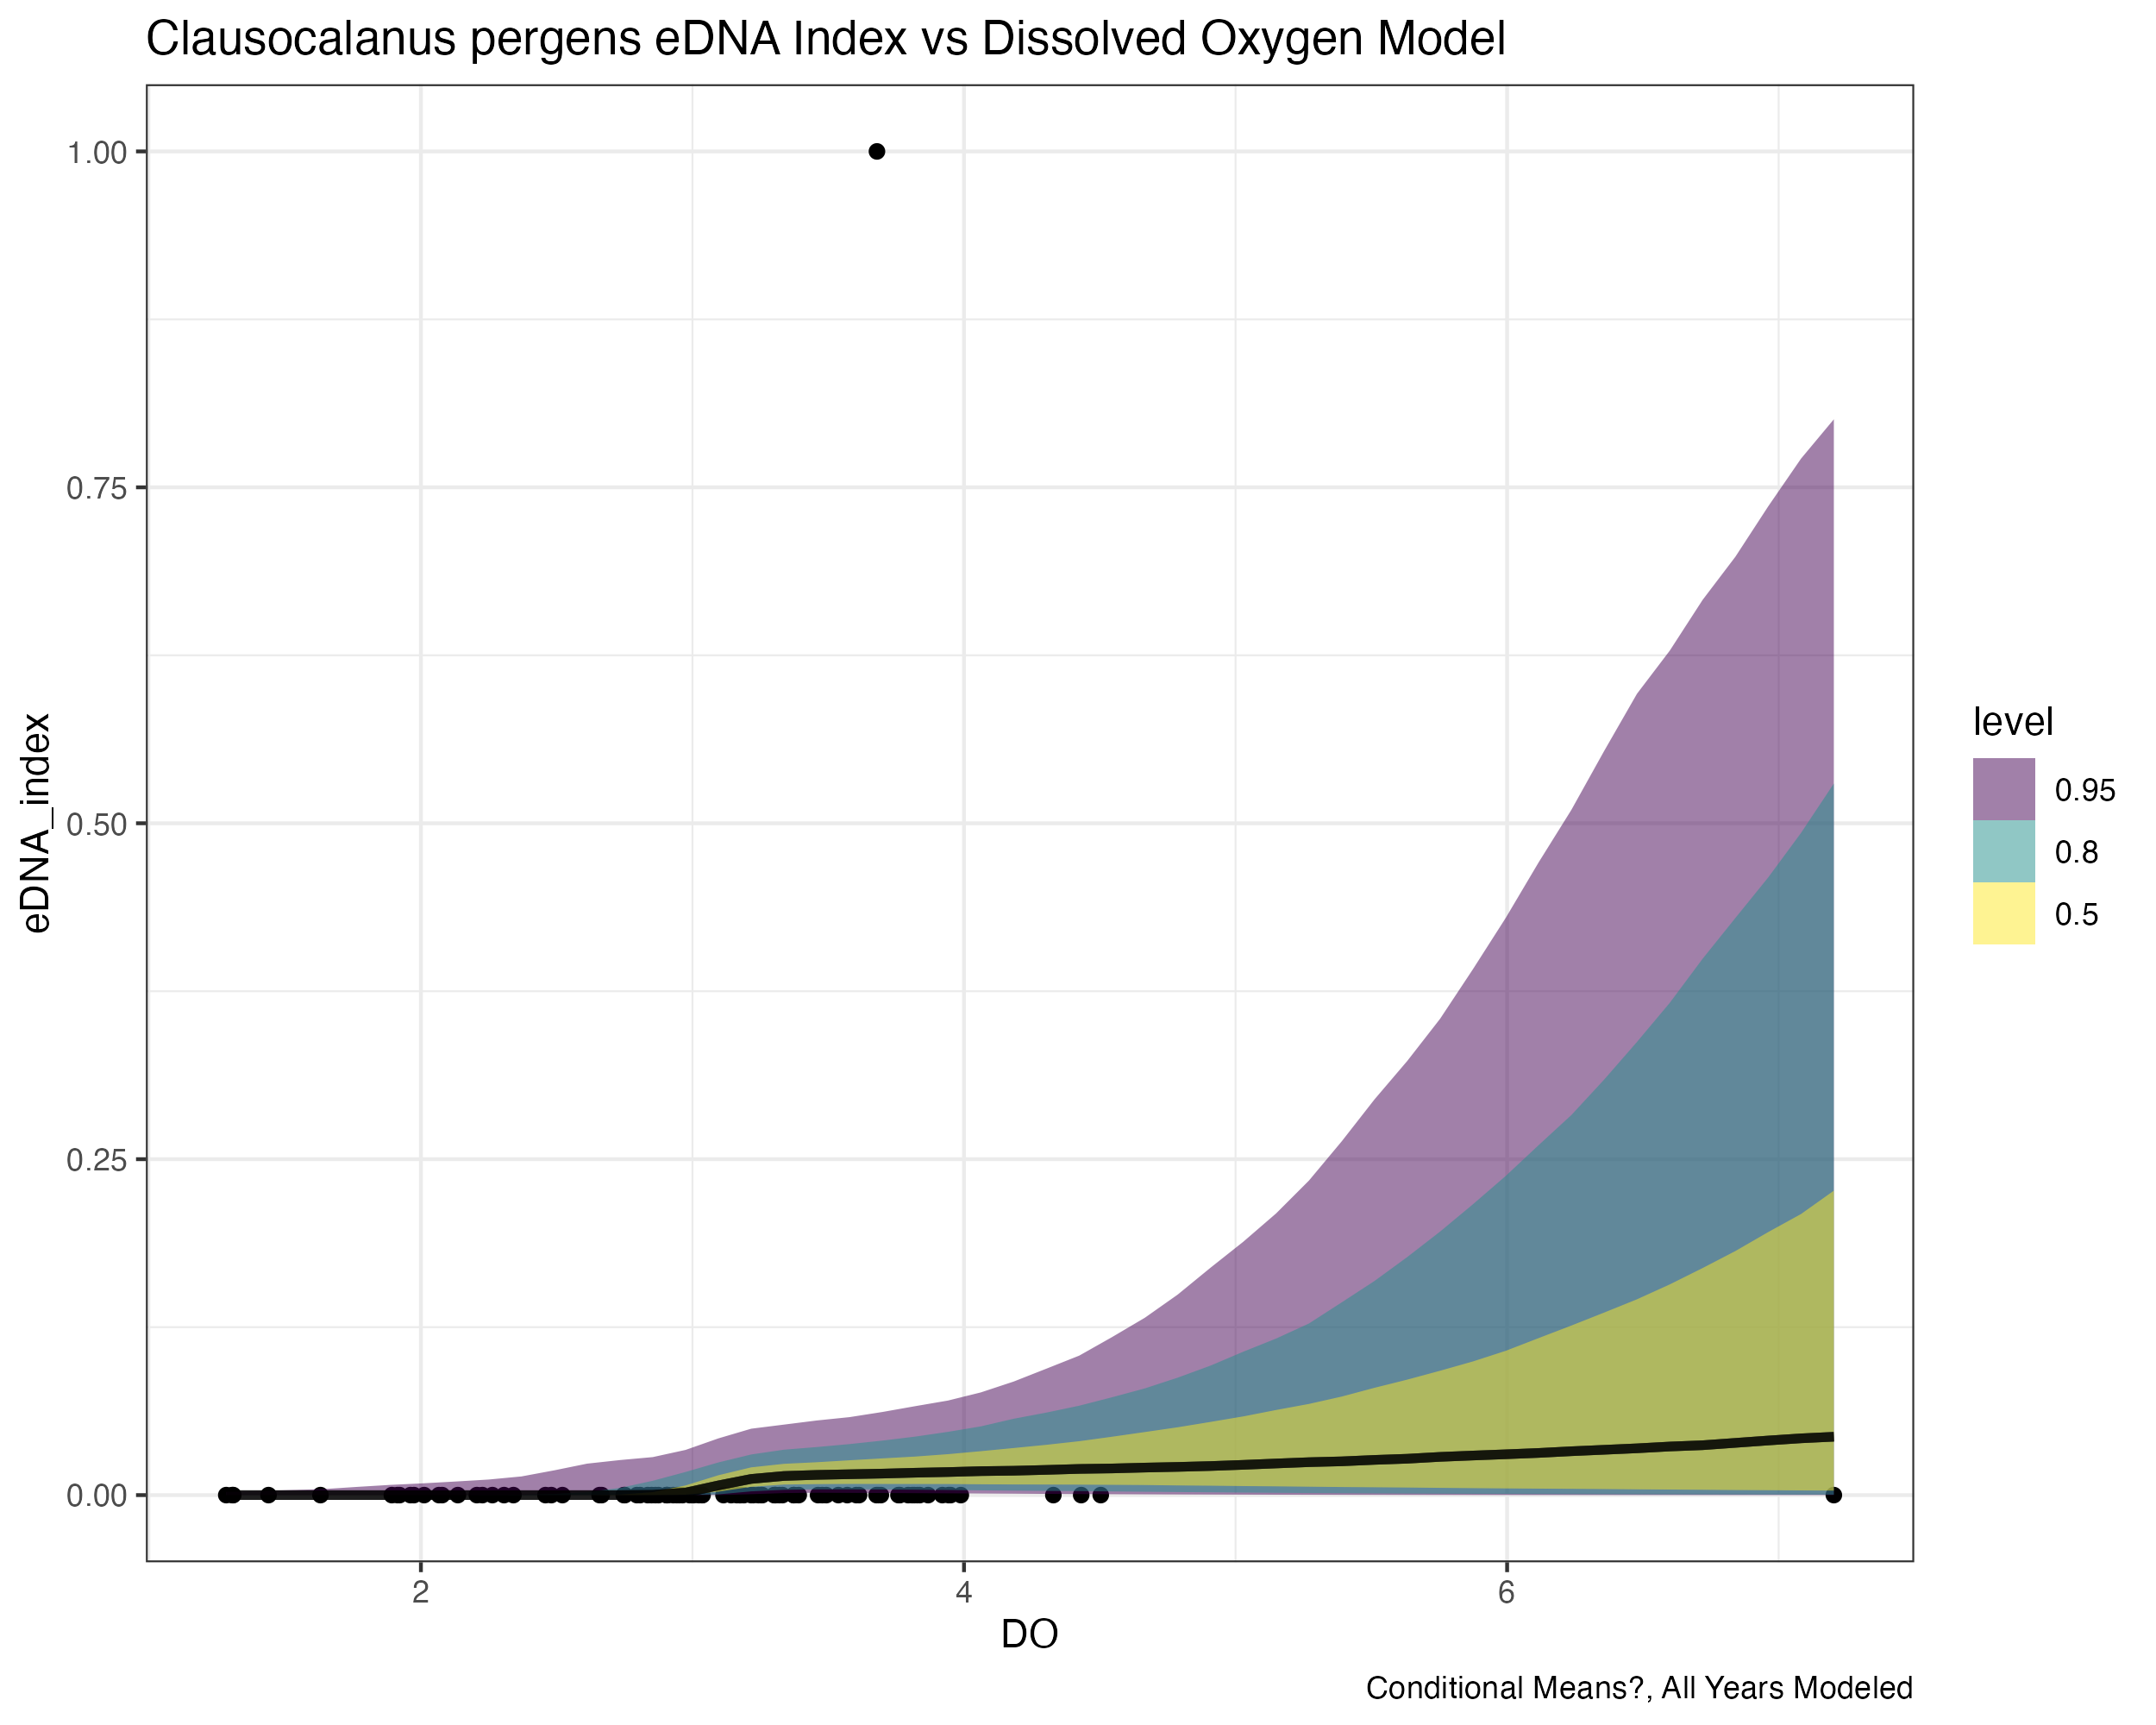 Clausocalanus pergens eDNA Index vs Dissolved Oxygen Model
1.00
0.75
0.50
0.25
0.00
eDNA_index
2 4 6
DO
level
0.95
0.8
0.5
Conditional Means?, All Years Modeled